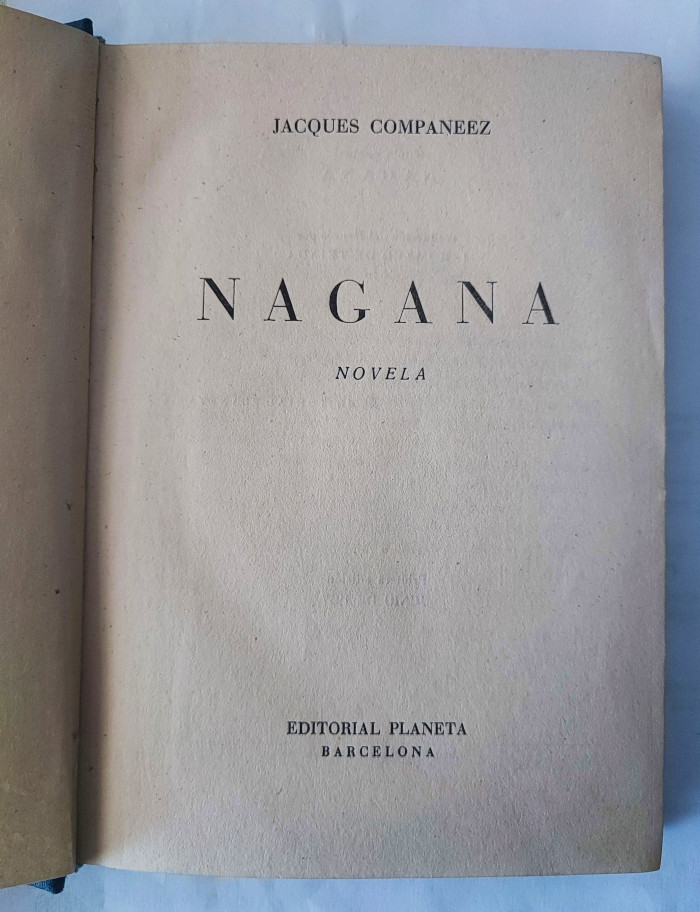 JACQUES COMPANEEZ
NAGANA
NOVELA
EDITORIAL PLANETA
BARCELONA